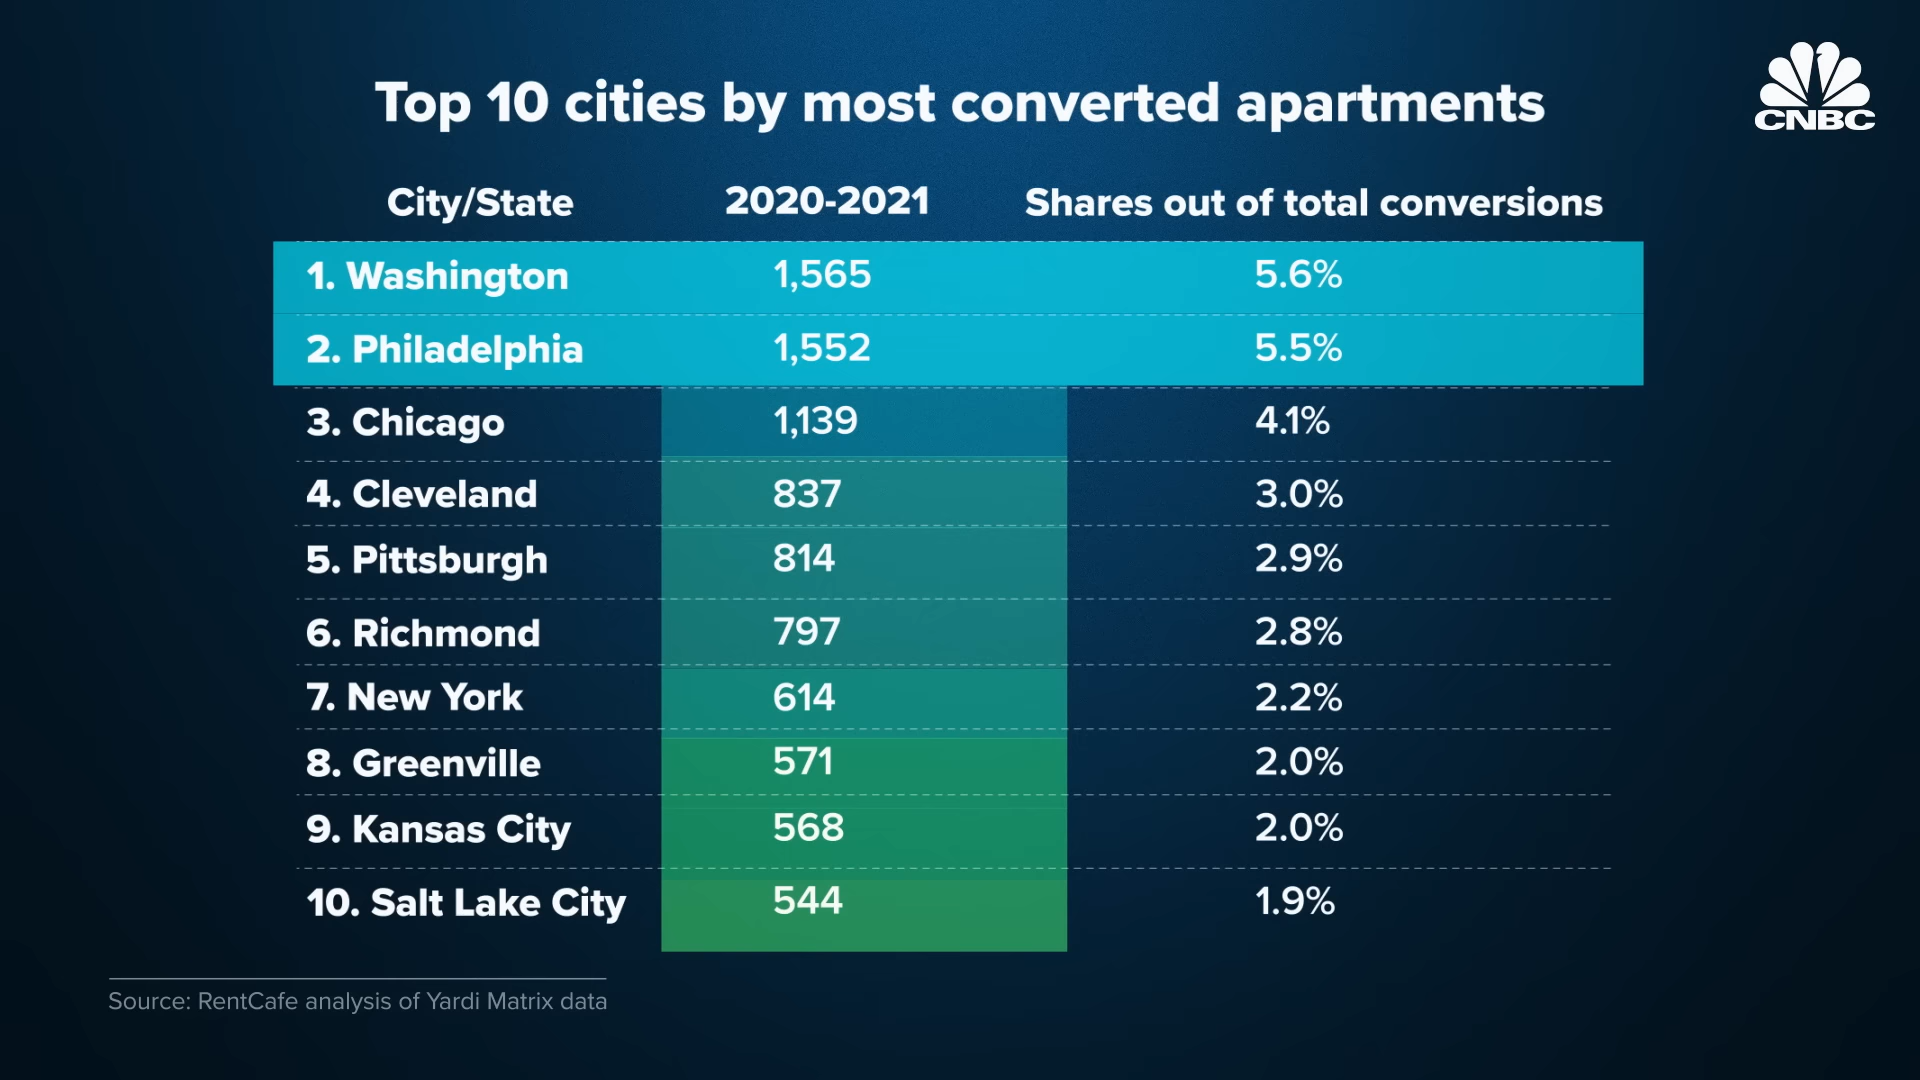 CNBC
Top 10 cities by most converted apartments
City/State 2020-2021 Shares out of total conversions
1. Washington 1,565 5.6%
2. Philadelphia 1,552 5.5%
3. Chicago 1,139 4.1%
4. Cleveland 837 3.0%
5. Pittsburgh 814 2.9%
6. Richmond 797 2.8%
7. New York 614 2.2%
8. Greenville 571 2.0%
9. Kansas City 568 2.0%
10. Salt Lake City 544 1.9%
Source: RentCafe analysis of Yardi Matrix data